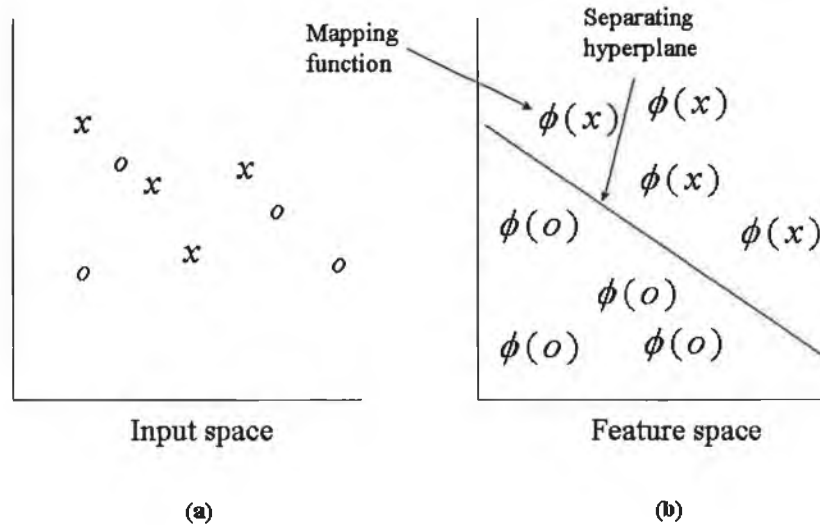 Mapping
function
Separating
hyperplane
x
o
x
x
o
x
o
o
ϕ(x)
ϕ(x)
ϕ(x)
ϕ(o)
ϕ(x)
ϕ(o)
ϕ(o)
ϕ(o)
Input space
Feature space
(a)
(b)